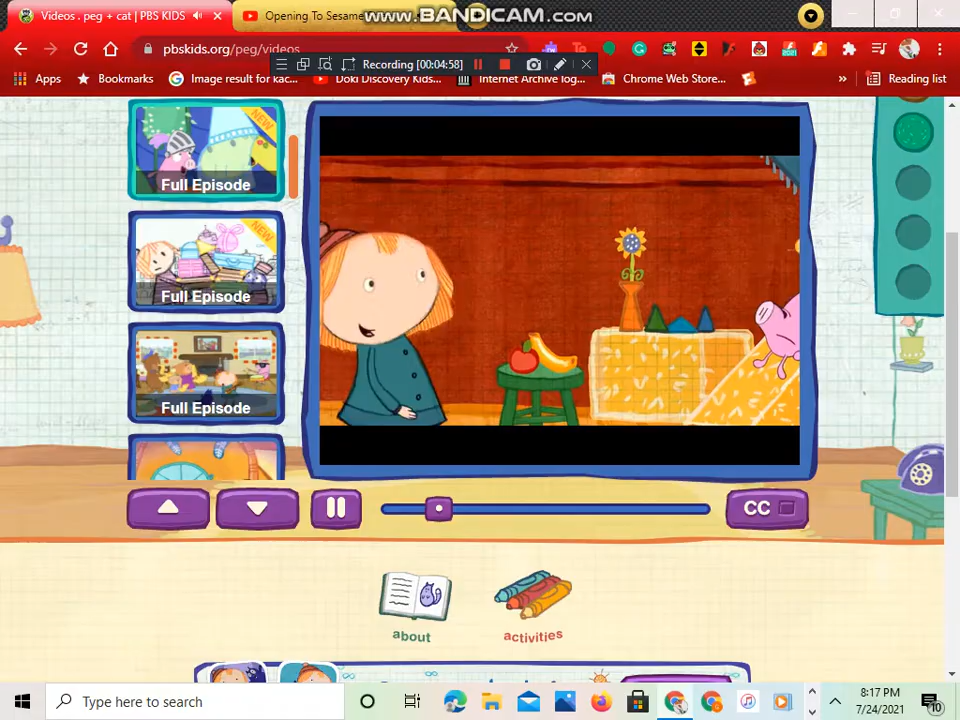 Videos . peg + cat | PBS KIDS
Opening To Sesame
www.BANDICAM.com
pbskids.org/peg/videos
Recording [00:04:58]
Apps
Bookmarks
Image result for kac...
Doki Discovery Kids...
Internet Archive log...
Chrome Web Store...
»
Reading list
NEW
Full Episode
NEW
Full Episode
Full Episode
CC
about
activities
Type here to search
8:17 PM
7/24/2021
10